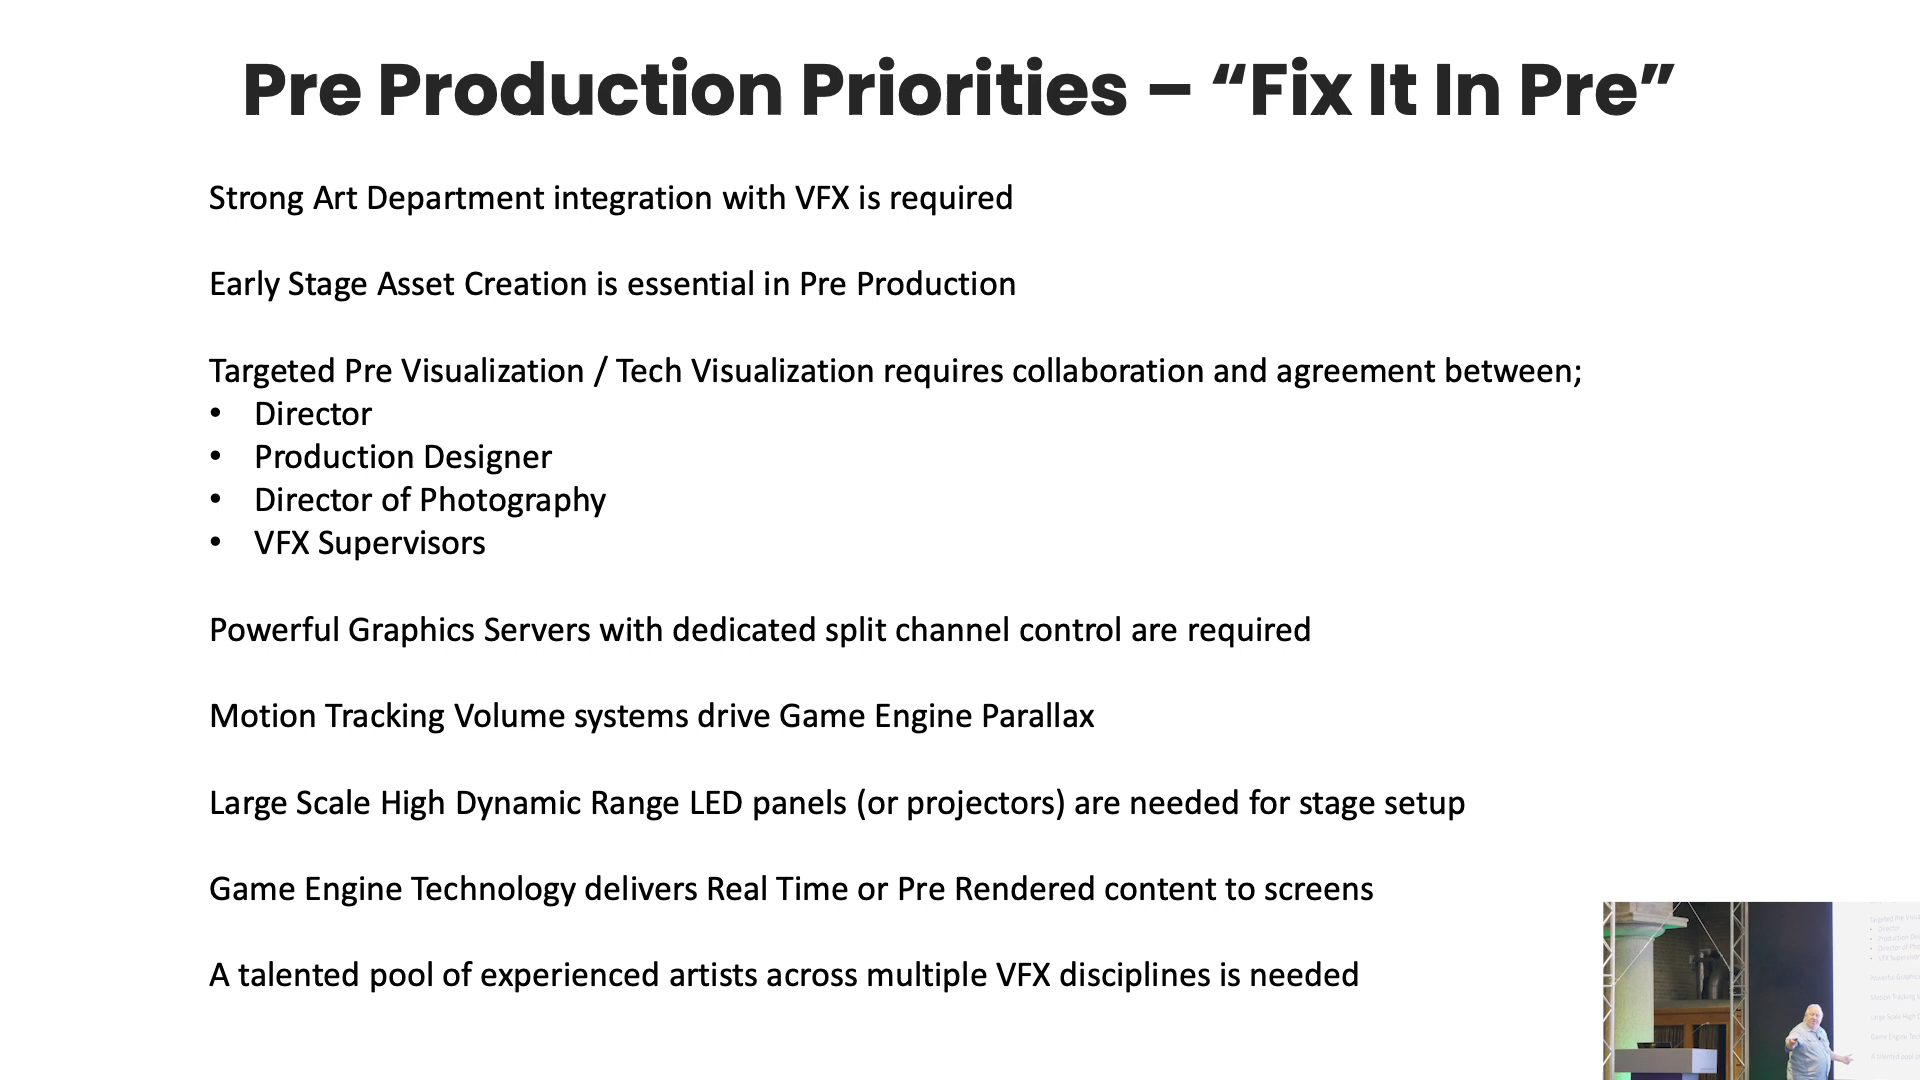 Pre Production Priorities – “Fix It In Pre”
Strong Art Department integration with VFX is required
Early Stage Asset Creation is essential in Pre Production
Targeted Pre Visualization / Tech Visualization requires collaboration and agreement between;
• Director
• Production Designer
• Director of Photography
• VFX Supervisors
Powerful Graphics Servers with dedicated split channel control are required
Motion Tracking Volume systems drive Game Engine Parallax
Large Scale High Dynamic Range LED panels (or projectors) are needed for stage setup
Game Engine Technology delivers Real Time or Pre Rendered content to screens
A talented pool of experienced artists across multiple VFX disciplines is needed